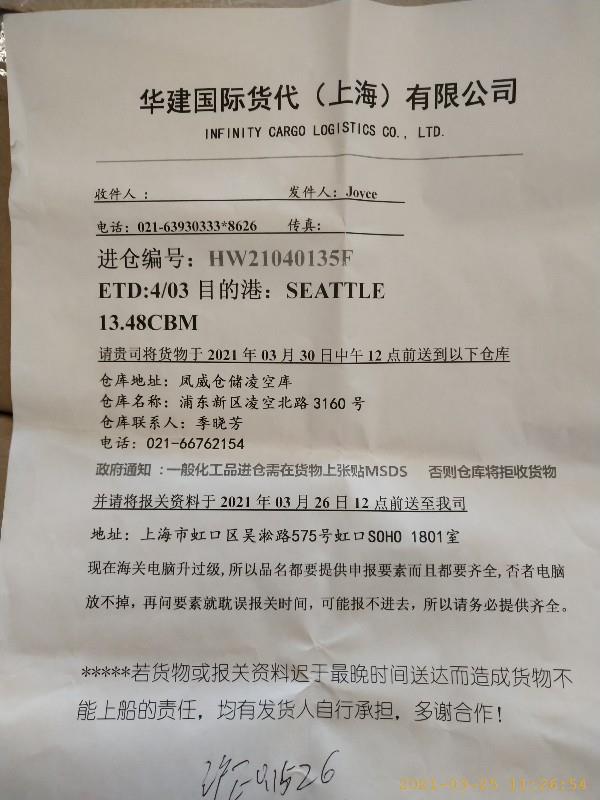 华建国际货代（上海）有限公司
INFINITY CARGO LOGISTICS CO., LTD.
收件人： 发件人：Joyce
电话：021-63930333*8626 传真：
进仓编号：HW21040135F
ETD:4/03 目的港：SEATTLE
13.48CBM
请贵司将货物于 2021 年 03 月 30 日中午 12 点前送到以下仓库
仓库地址：凤威仓储凌空库
仓库名称：浦东新区凌空北路 3160 号
仓库联系人：季晓芳
电话：021-66762154
政府通知：一般化工品进仓需在货物上张贴MSDS 否则仓库将拒收货物
并请将报关资料于 2021 年 03 月 26 日 12 点前送至我司
地址：上海市虹口区吴淞路575号虹口SOHO 1801室
现在海关电脑升过级,所以品名都要提供申报要素而且都要齐全,否者电脑
放不掉，再问要素就耽误报关时间，可能报不进去，所以请务必提供齐全。
*****若货物或报关资料迟于最晚时间送达而造成货物不
能上船的责任，均有发货人自行承担，多谢合作！
2021-03-25 11:26:54